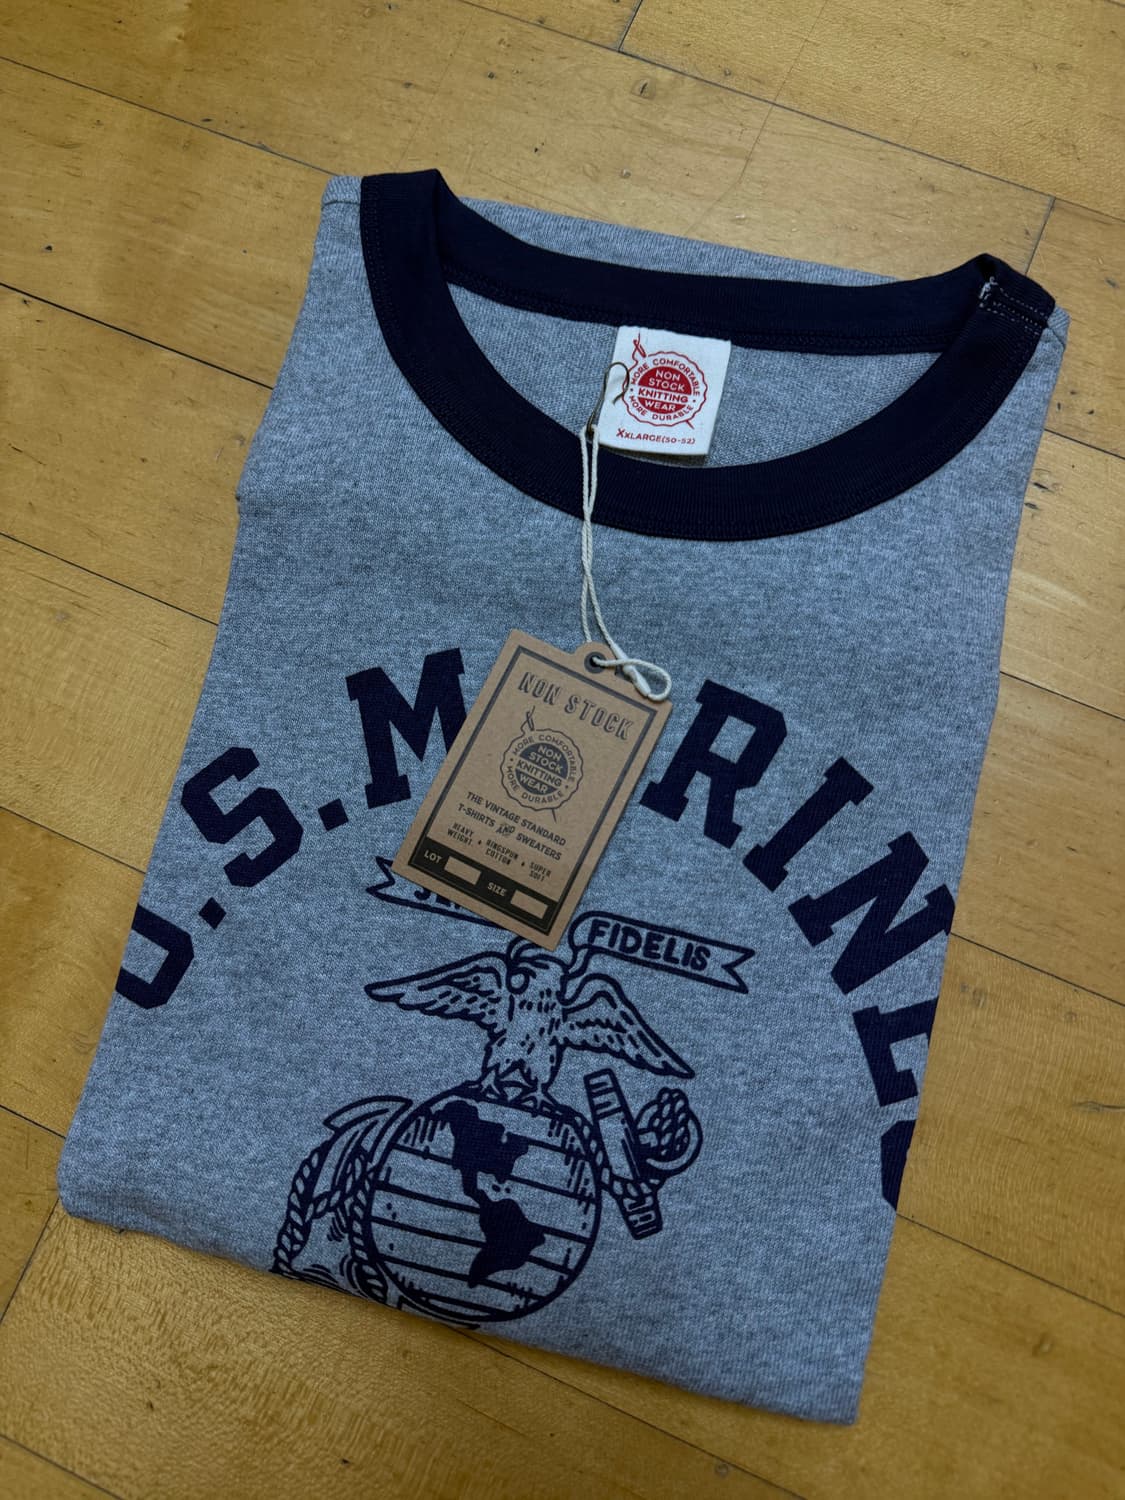 MORE COMFORTABLE
NON
STOCK
KNITTING
WEAR
MORE DURABLE
XXLARGE(50-52)
NON STOCK
MORE COMFORTABLE
NON
STOCK
KNITTING
WEAR
MORE DURABLE
THE VINTAGE STANDARD
T-SHIRTS AND SWEATERS
HEAVY WEIGHT • RINGSPUN COTTON • SUPER SOFT
LOT
SIZE
U.S.M RINES
FIDELIS